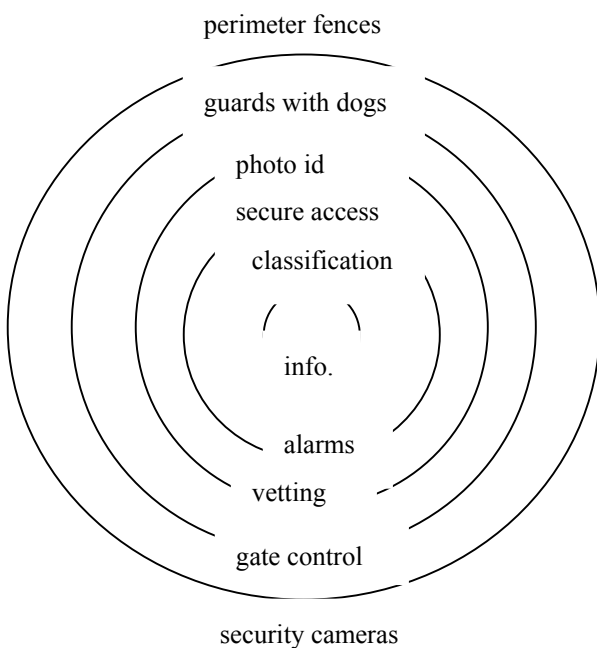 perimeter fences
guards with dogs
photo id
secure access
classification
info.
alarms
vetting
gate control
security cameras